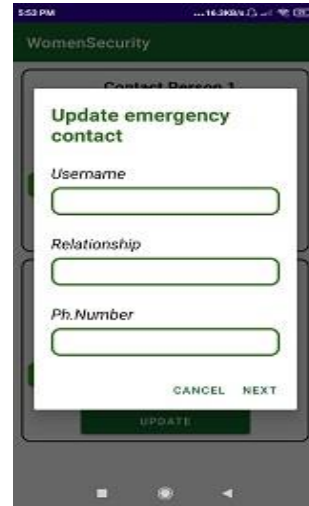 5:53 PM
WomenSecurity
Contact Person 1
Update emergency
contact
Username
Relationship
Ph.Number
CANCEL NEXT
UPDATE